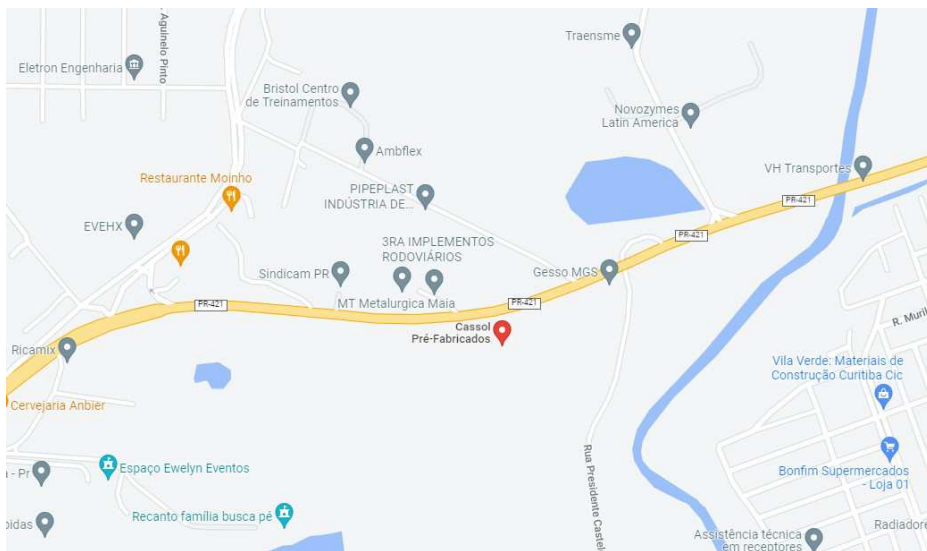 Aguinelo Pinto
Eletron Engenharia
Bristol Centro
de Treinamentos
Traensme
Novozymes
Latin America
Ambflex
VH Transportes
Restaurante Moinho
PIPEPLAST
INDÚSTRIA DE...
PR-421
EVEHX
3RA IMPLEMENTOS
RODOVIÁRIOS
PR-421
Sindicam PR
Gesso MGS
MT Metalurgica Maia
PR-421
PR-421
Cassol
Pré-Fabricados
Ricamix
Vila Verde: Materiais de
Construção Curitiba Cic
Cervejaria Anbier
Espaço Ewelyn Eventos
a - Pr
Rua Presidente Castel
Bonfim Supermercados
- Loja 01
Recanto família busca pé
bidas
Assistência técnica
em receptores
Radiadore